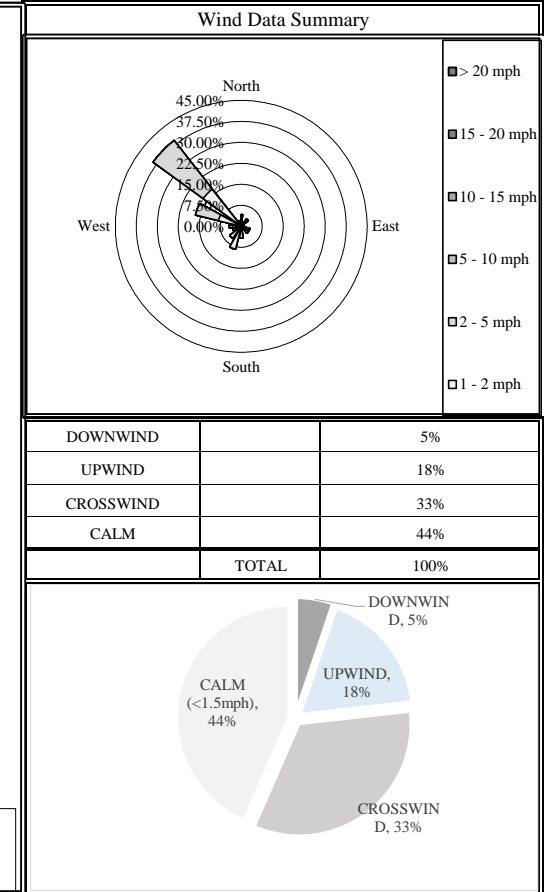 Wind Data Summary
North
45.00%
37.50%
30.00%
22.50%
15.00%
7.50%
0.00%
West
East
South
> 20 mph
15 - 20 mph
10 - 15 mph
5 - 10 mph
2 - 5 mph
1 - 2 mph
DOWNWIND 5%
UPWIND 18%
CROSSWIND 33%
CALM 44%
TOTAL 100%
DOWNWIN
D, 5%
UPWIND,
18%
CALM
(<1.5mph),
44%
CROSSWIN
D, 33%